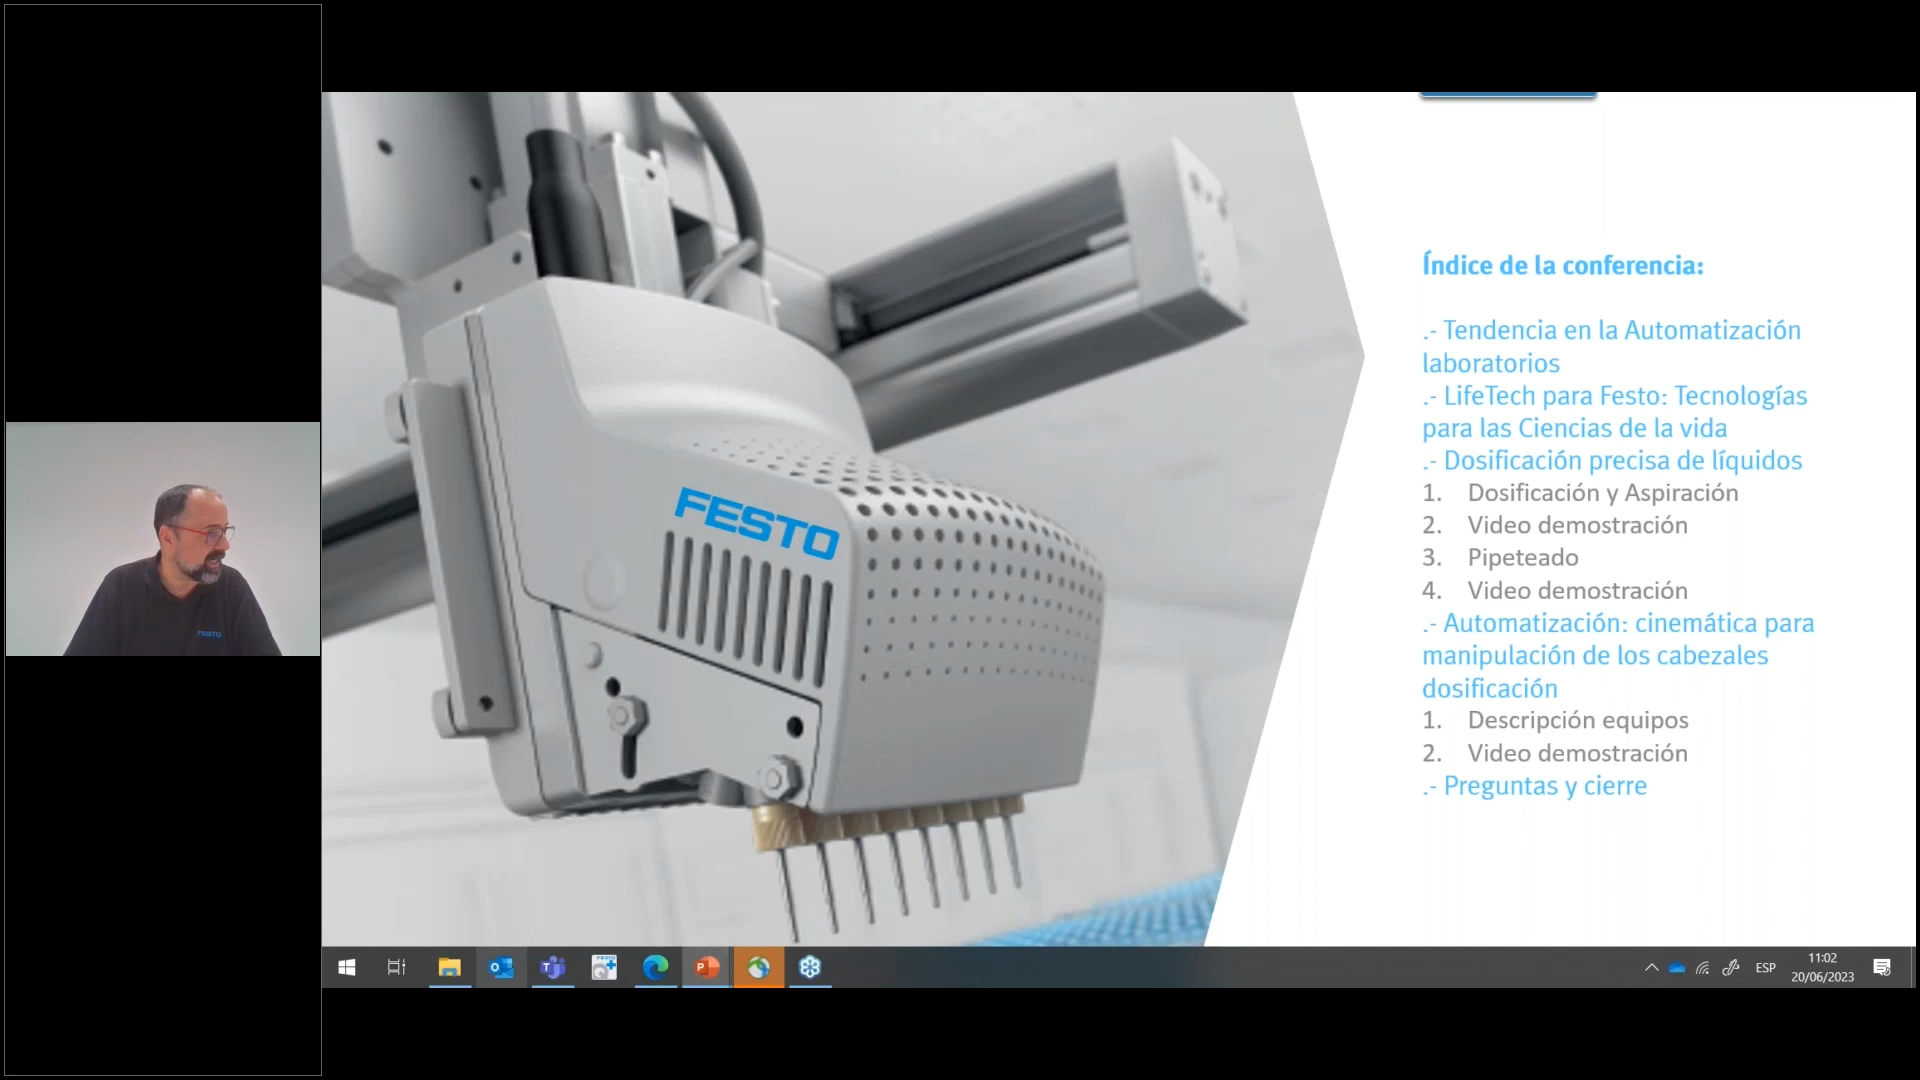 FESTO
FESTO
Índice de la conferencia:
.- Tendencia en la Automatización
laboratorios
.- LifeTech para Festo: Tecnologías
para las Ciencias de la vida
.- Dosificación precisa de líquidos
1. Dosificación y Aspiración
2. Video demostración
3. Pipeteado
4. Video demostración
.- Automatización: cinemática para
manipulación de los cabezales
dosificación
1. Descripción equipos
2. Video demostración
.- Preguntas y cierre
ESP
11:02
20/06/2023